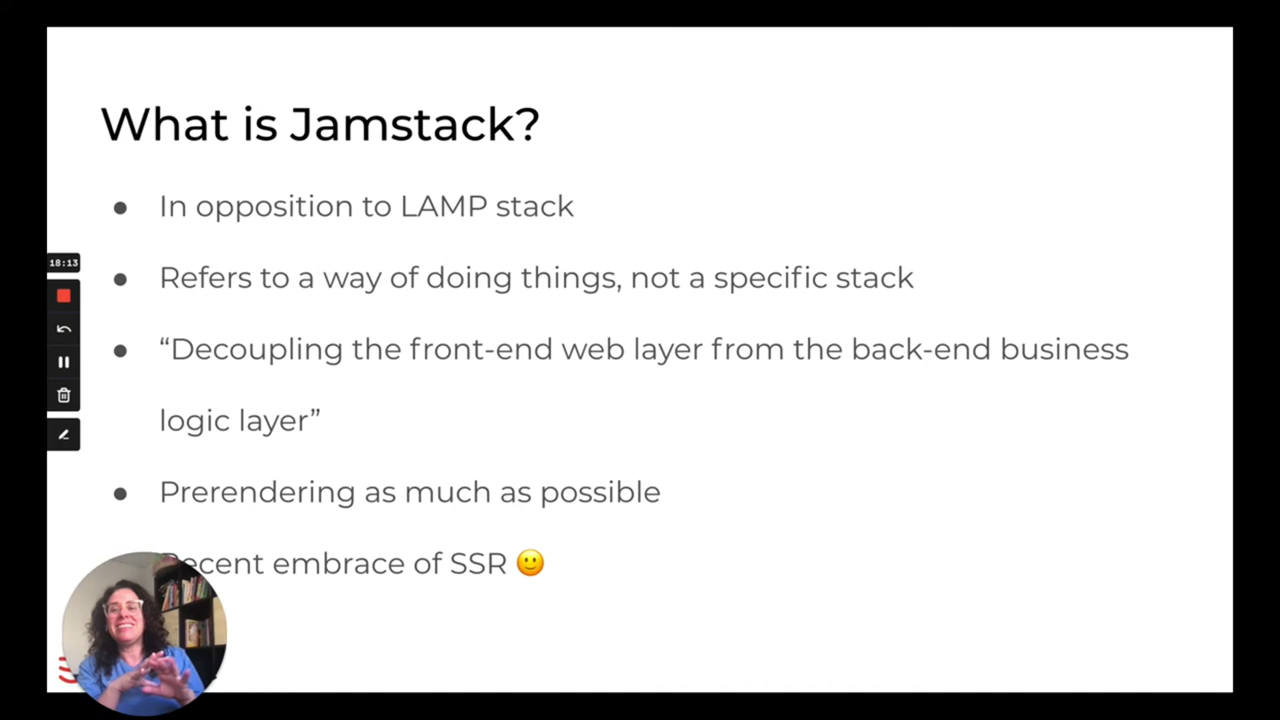 What is Jamstack?
● In opposition to LAMP stack
● Refers to a way of doing things, not a specific stack
18:13
● “Decoupling the front-end web layer from the back-end business
logic layer”
● Prerendering as much as possible
Recent embrace of SSR 🙂